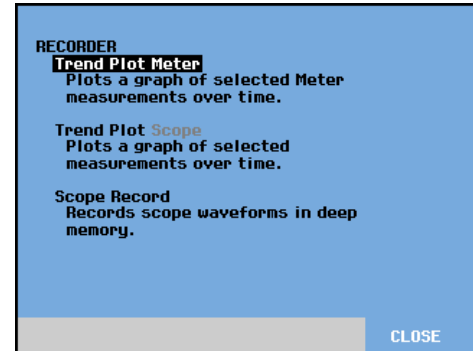 RECORDER
Trend Plot Meter
Plots a graph of selected Meter
measurements over time.
Trend Plot Scope
Plots a graph of selected
measurements over time.
Scope Record
Records scope waveforms in deep
memory.
CLOSE